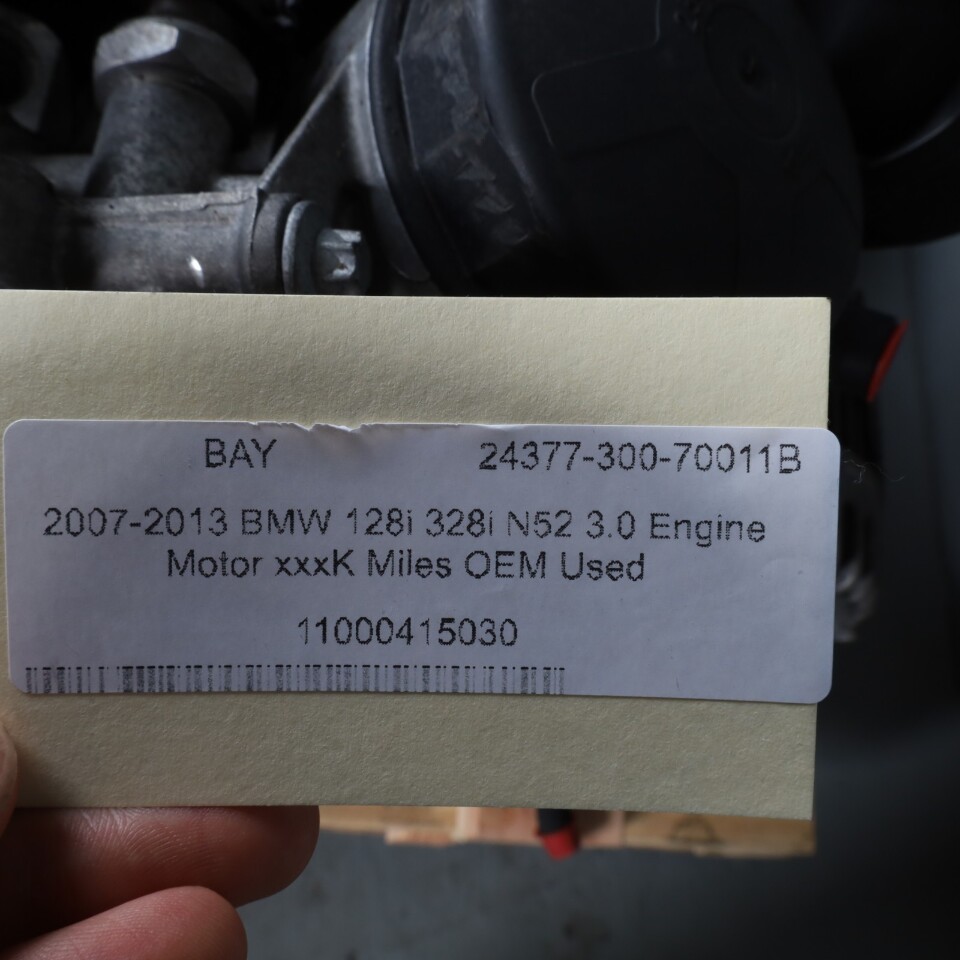 BAY 24377-300-70011B
2007-2013 BMW 128i 328i N52 3.0 Engine
Motor xxxK Miles OEM Used
11000415030